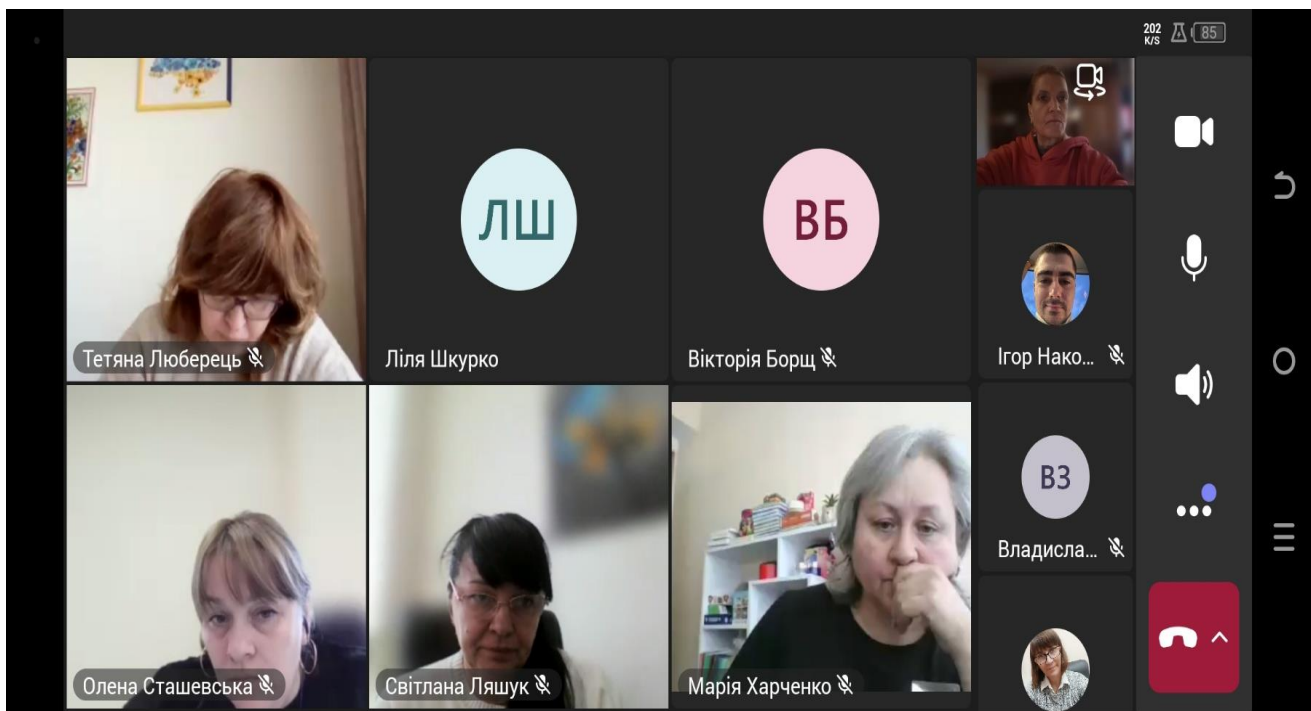 202
K/S
85
ЛШ
ВБ
Тетяна Люберець
Ліля Шкурко
Вікторія Борщ
Ігор Нако...
ВЗ
Владисла...
Олена Сташевська
Світлана Ляшук
Марія Харченко